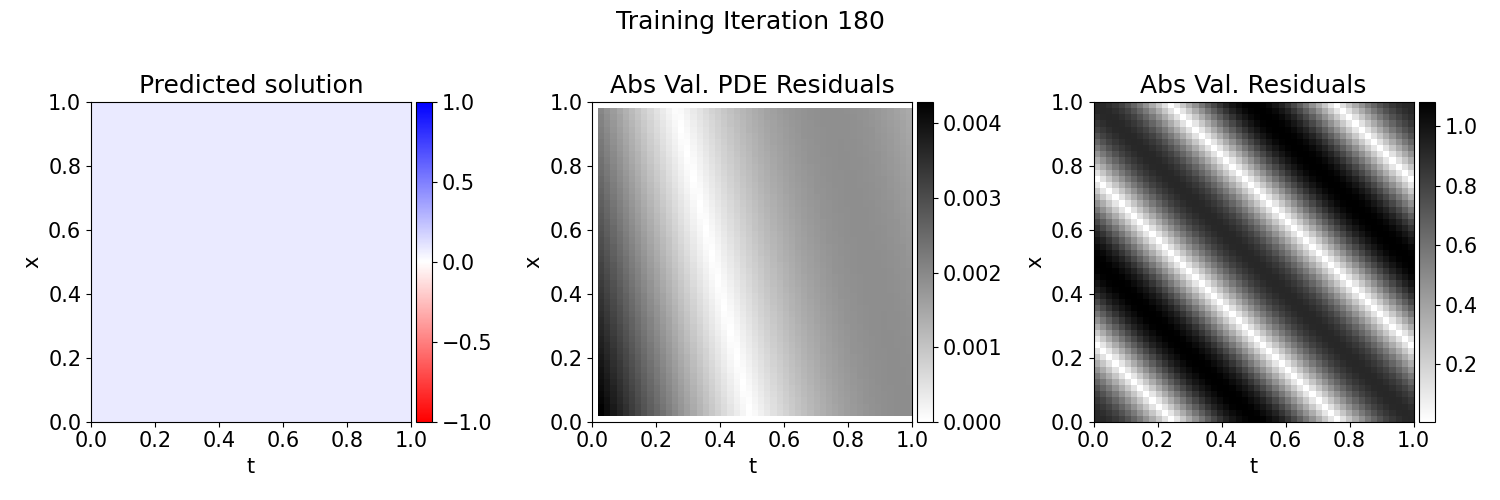 Training Iteration 180
Predicted solution
Abs Val. PDE Residuals
Abs Val. Residuals
1.0
0.8
0.6
0.4
0.2
0.0
x
0.0 0.2 0.4 0.6 0.8 1.0
t
1.0
0.5
0.0
−0.5
−1.0
1.0
0.8
0.6
0.4
0.2
0.0
x
0.0 0.2 0.4 0.6 0.8 1.0
t
0.004
0.003
0.002
0.001
0.000
1.0
0.8
0.6
0.4
0.2
0.0
x
0.0 0.2 0.4 0.6 0.8 1.0
t
1.0
0.8
0.6
0.4
0.2